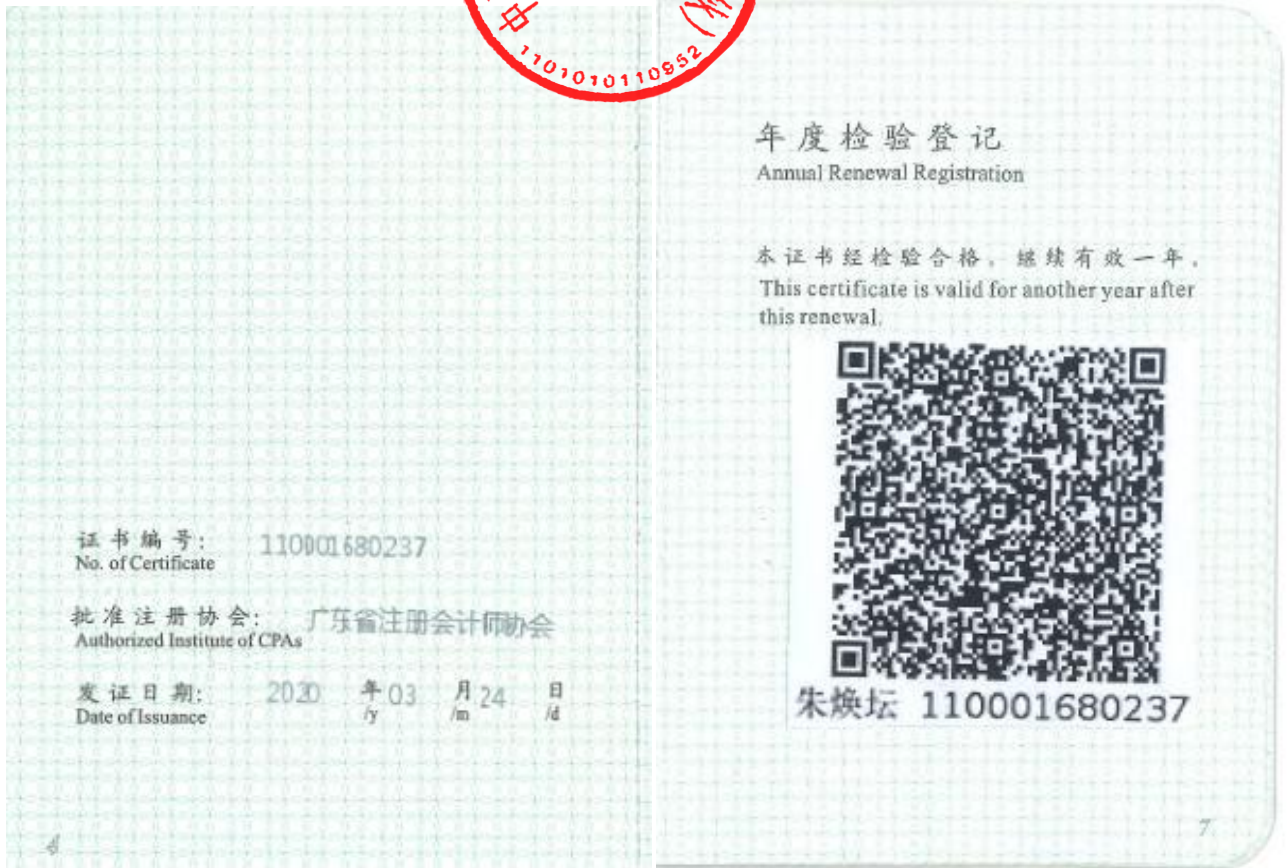 中
1101010110952
证书编号: 110001680237
No. of Certificate
批准注册协会: 广东省注册会计师协会
Authorized Institute of CPAs
发证日期: 2020 年 03 月 24 日
Date of Issuance /y /m /d
4
年度检验登记
Annual Renewal Registration
本证书经检验合格，继续有效一年。
This certificate is valid for another year after
this renewal.
朱焕坛 110001680237
7